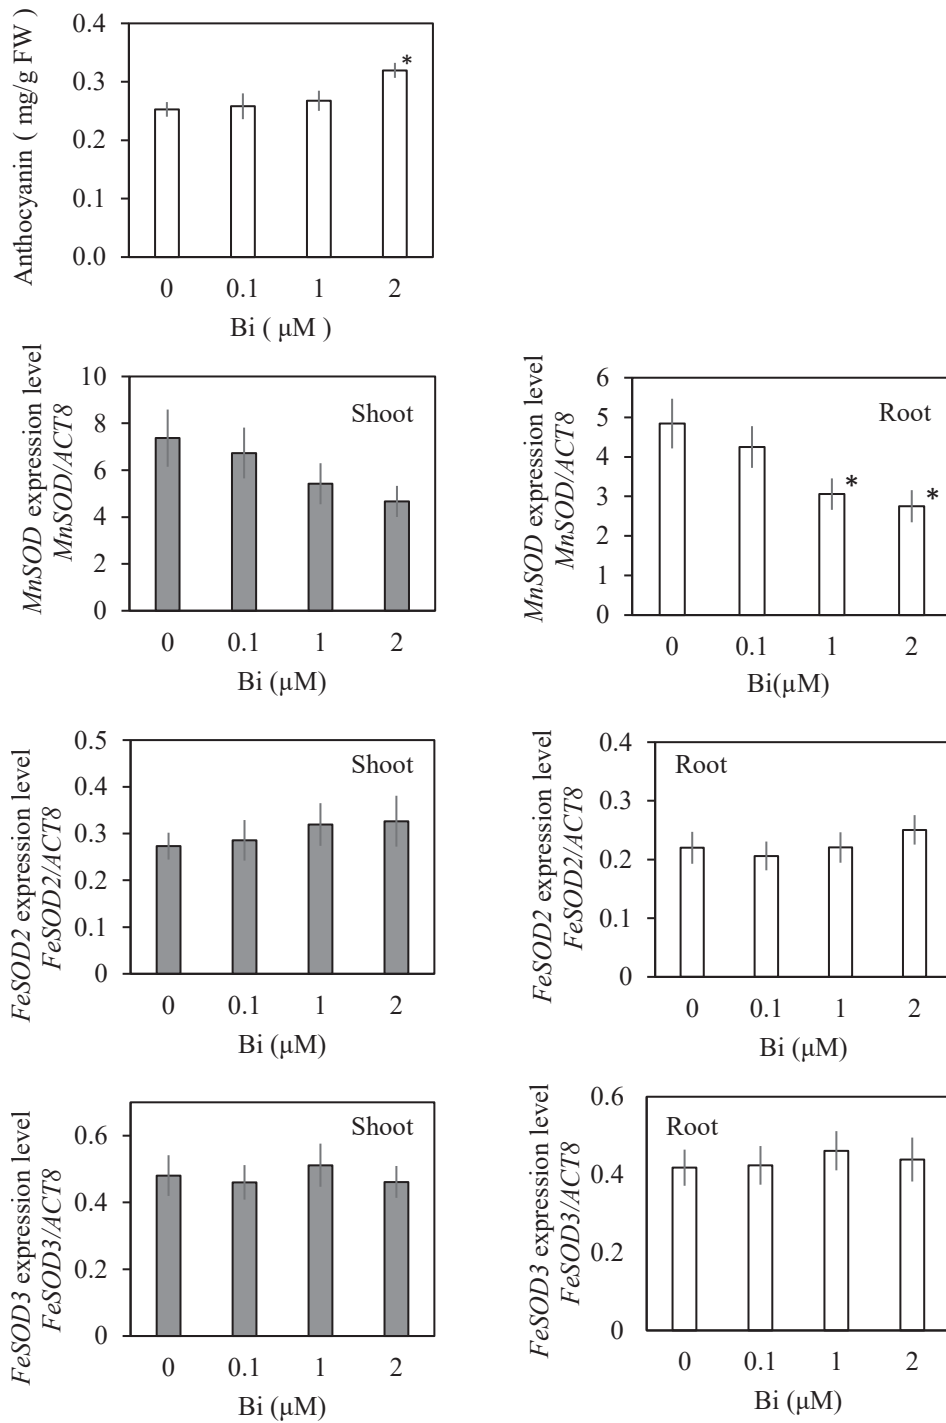 Anthocyanin ( mg/g FW )
0.4
0.3
0.2
0.1
0.0
*
0 0.1 1 2
Bi ( μM )
MnSOD expression level
MnSOD/ACT8
10
8
6
4
2
0
Shoot
0 0.1 1 2
Bi (μM)
MnSOD expression level
MnSOD/ACT8
6
5
4
3
2
1
0
Root
*
*
0 0.1 1 2
Bi(μM)
FeSOD2 expression level
FeSOD2/ACT8
0.5
0.4
0.3
0.2
0.1
0
Shoot
0 0.1 1 2
Bi (μM)
FeSOD2 expression level
FeSOD2/ACT8
0.4
0.3
0.2
0.1
0
Root
0 0.1 1 2
Bi (μM)
FeSOD3 expression level
FeSOD3/ACT8
0.6
0.4
0.2
0
Shoot
0 0.1 1 2
Bi (μM)
FeSOD3 expression level
FeSOD3/ACT8
0.6
0.4
0.2
0
Root
0 0.1 1 2
Bi (μM)